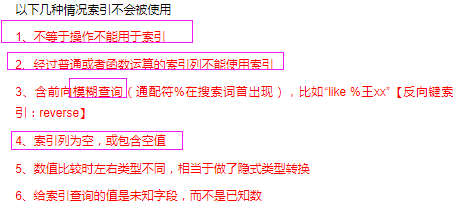 以下几种情况索引不会被使用
1、不等于操作不能用于索引
2、经过普通或者函数运算的索引列不能使用索引
3、含前向模糊查询（通配符%在搜索词首出现），比如“like %王xx”【反向键索
引：reverse】
4、索引列为空，或包含空值
5、数值比较时左右类型不同，相当于做了隐式类型转换
6、给索引查询的值是未知字段，而不是已知数